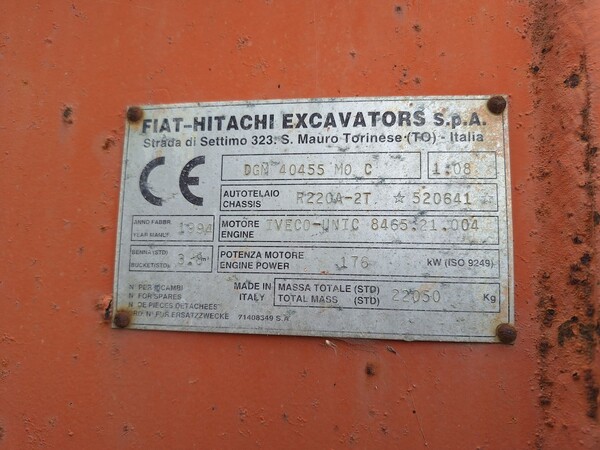 FIAT-HITACHI EXCAVATORS S.p.A.
Strada di Settimo 323. S. Mauro Torinese (TO) - Italia
DGM 40455 MO C 1.08
AUTOTELAIO
CHASSIS R220A-2T. ☆ 520641
ANNO FABBR.
YEAR MANUF. 1994
MOTORE
ENGINE IVECO-UNIC 8465.21.004
BENNA (STD)
BUCKET (STD)
POTENZA MOTORE
ENGINE POWER 176 kW (ISO 9249)
N° PER RICAMBI
N° FOR SPARES
N° DE PIECES DETACHEES
N° FUR ERSATZZWECKE 71408349 S.A
MADE IN
ITALY
MASSA TOTALE (STD)
TOTAL MASS (STD) 22050 Kg
CE